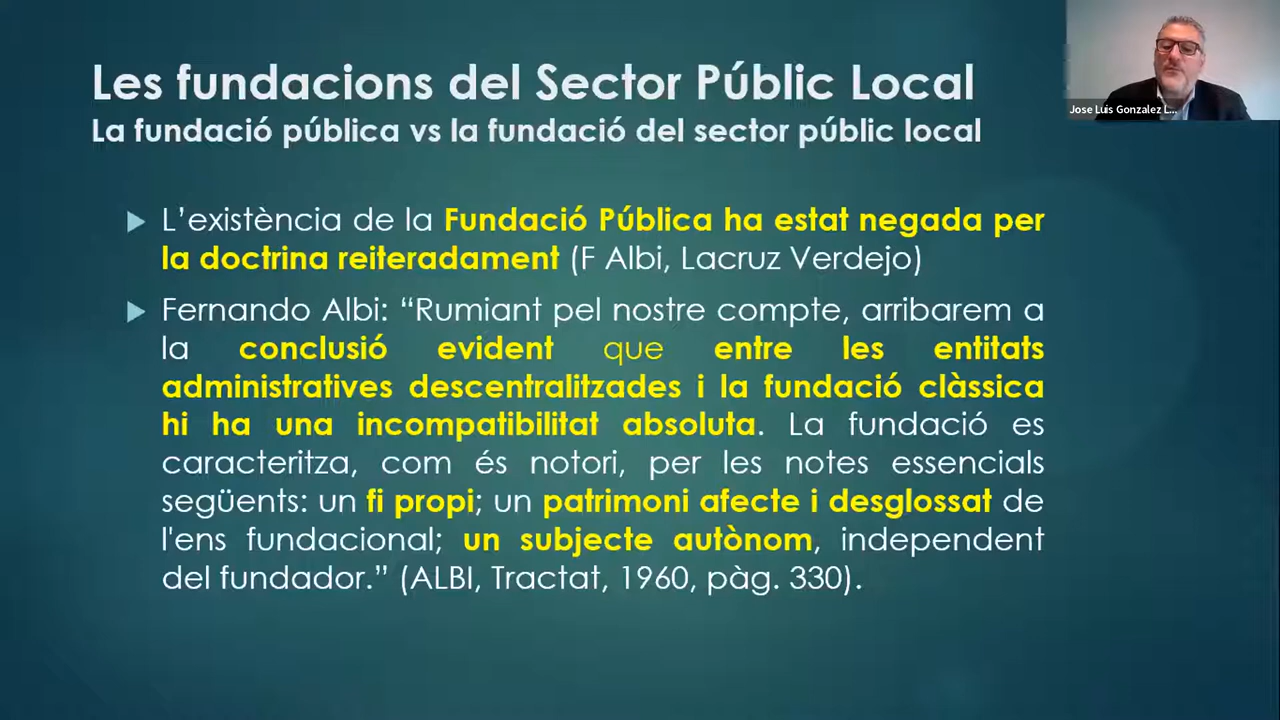 Les fundacions del Sector Públic Local
La fundació pública vs la fundació del sector públic local
Jose Luis Gonzalez L...
L’existència de la Fundació Pública ha estat negada per
la doctrina reiteradament (F Albi, Lacruz Verdejo)
Fernando Albi: “Rumiant pel nostre compte, arribarem a
la conclusió evident que entre les entitats
administratives descentralitzades i la fundació clàssica
hi ha una incompatibilitat absoluta. La fundació es
caracteritza, com és notori, per les notes essencials
següents: un fi propi; un patrimoni afecte i desglossat de
l'ens fundacional; un subjecte autònom, independent
del fundador.” (ALBI, Tractat, 1960, pàg. 330).